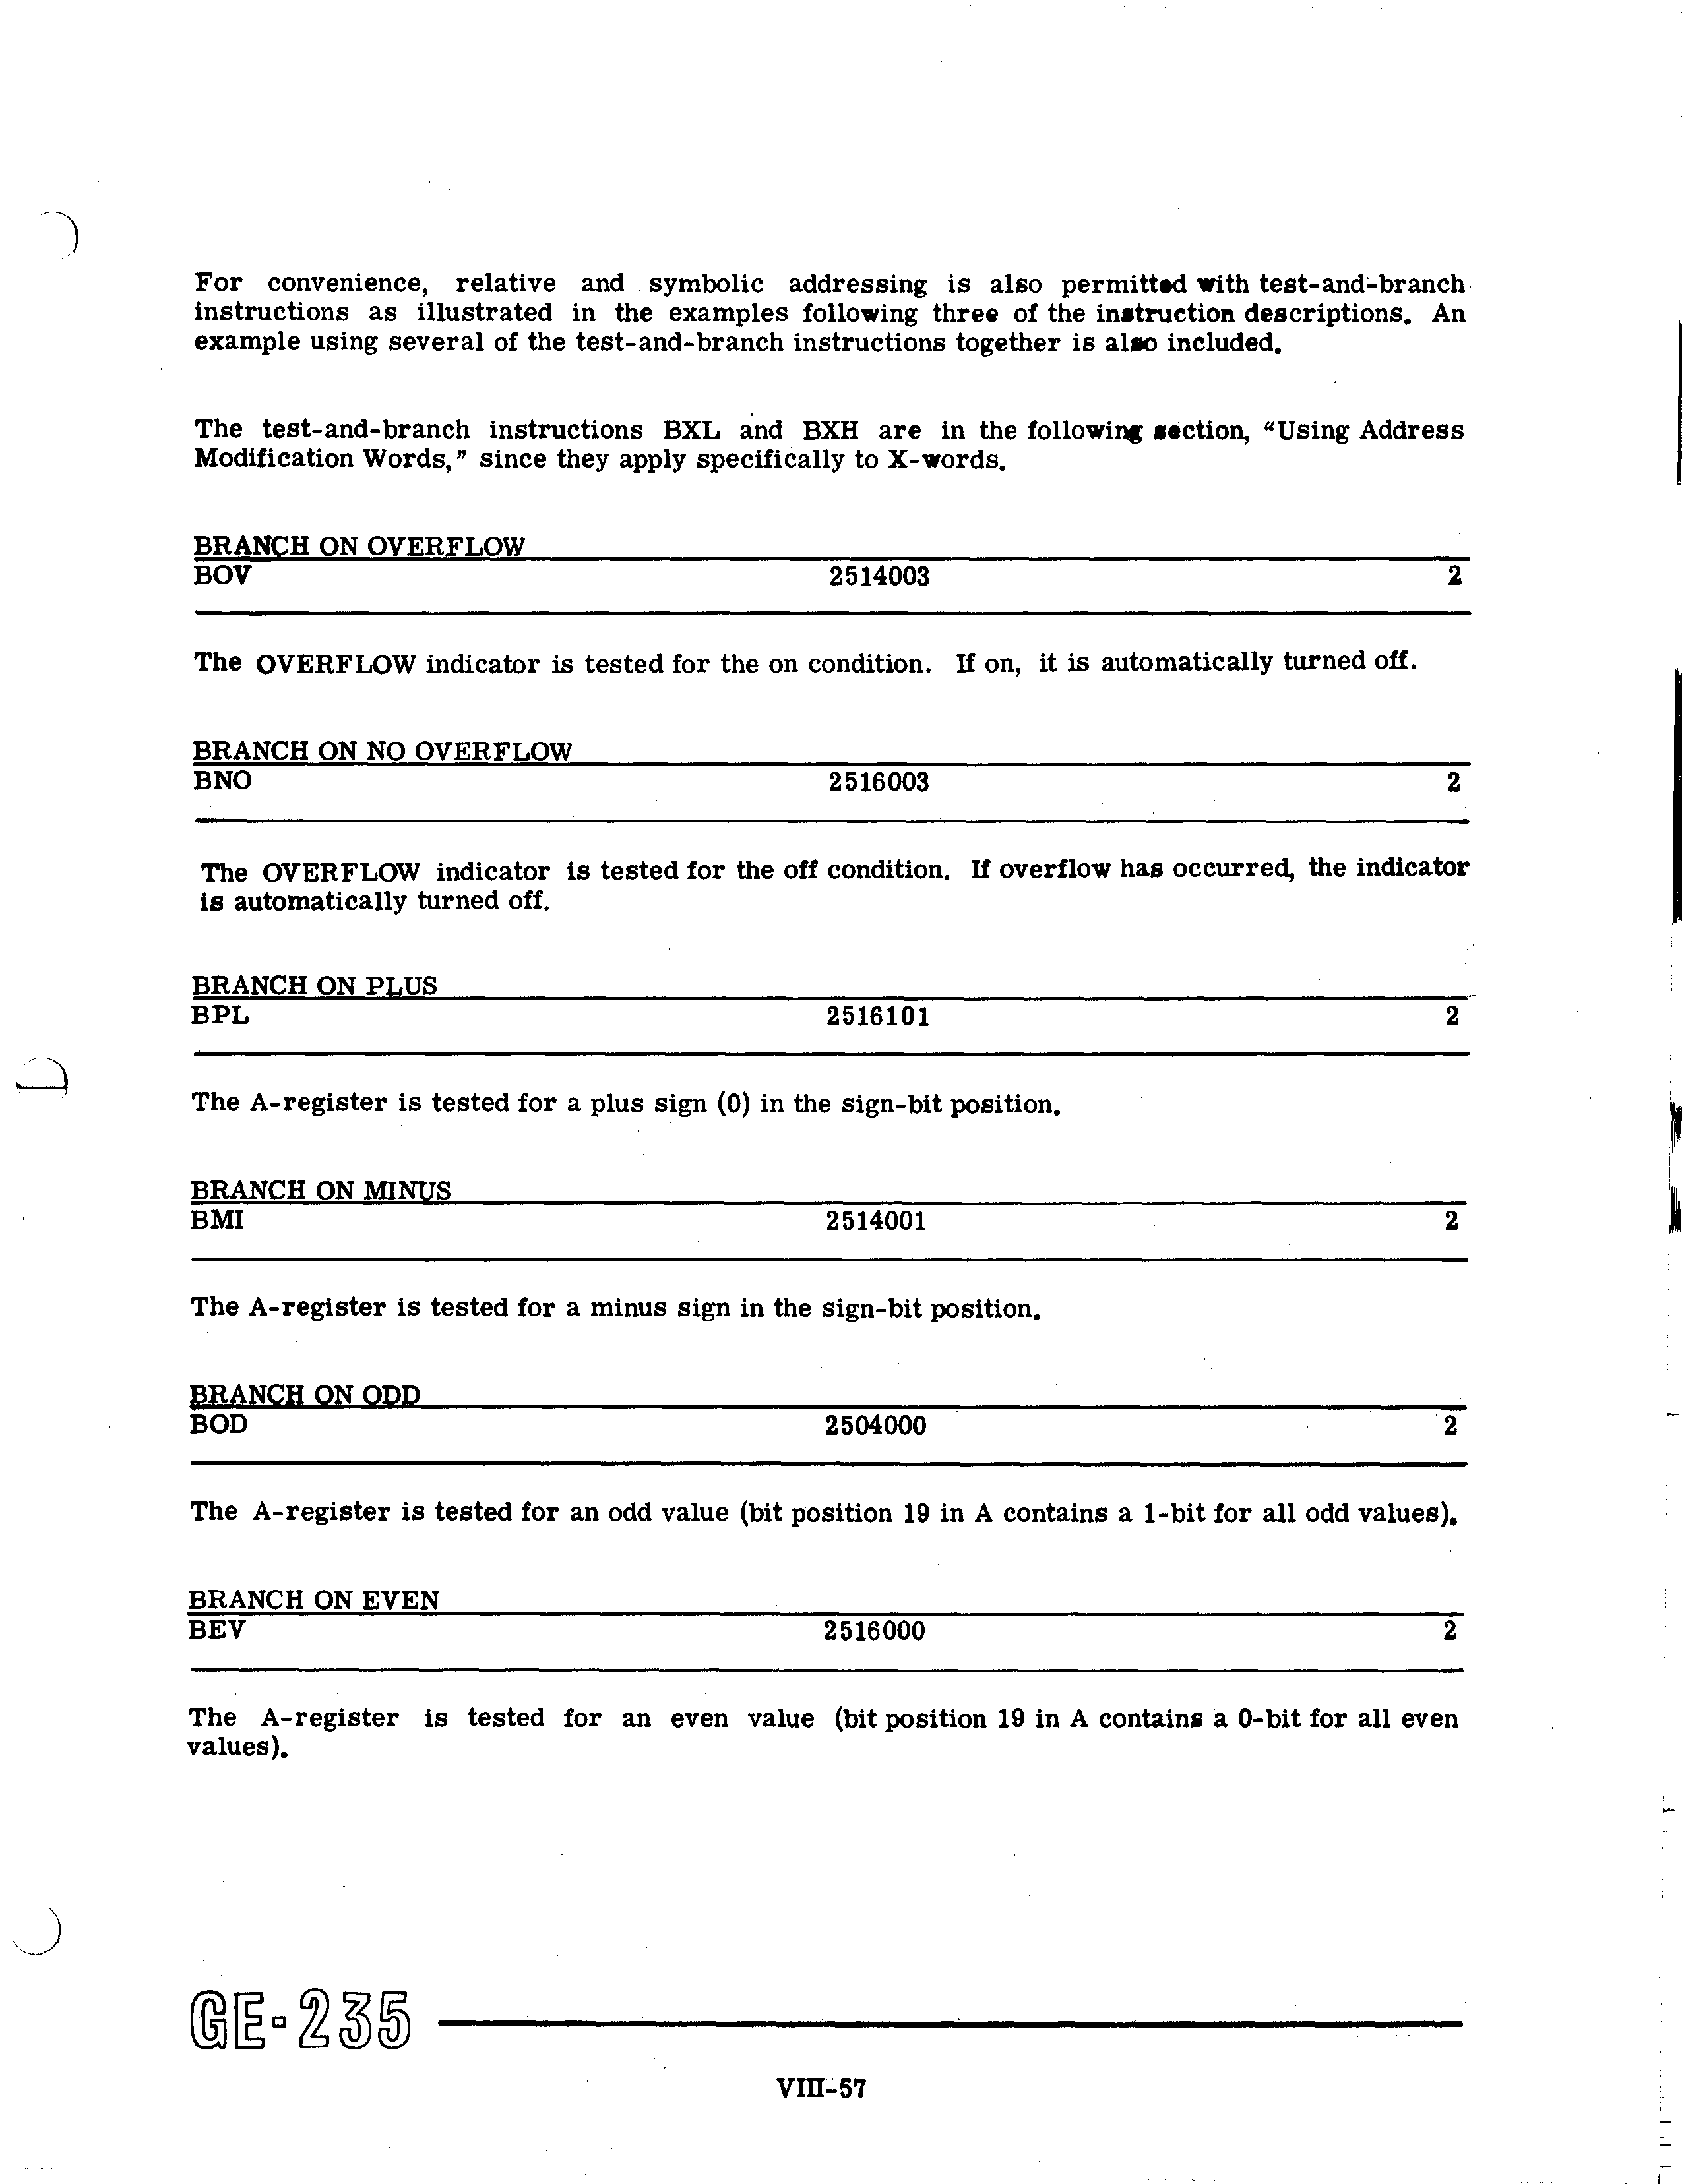 For convenience, relative and symbolic addressing is also permitted with test-and-branch
instructions as illustrated in the examples following three of the instruction descriptions. An
example using several of the test-and-branch instructions together is also included.
The test-and-branch instructions BXL and BXH are in the following section, “Using Address
Modification Words,” since they apply specifically to X-words.
BRANCH ON OVERFLOW
BOV 2514003 2
The OVERFLOW indicator is tested for the on condition. If on, it is automatically turned off.
BRANCH ON NO OVERFLOW
BNO 2516003 2
The OVERFLOW indicator is tested for the off condition. If overflow has occurred, the indicator
is automatically turned off.
BRANCH ON PLUS
BPL 2516101 2
The A-register is tested for a plus sign (0) in the sign-bit position.
BRANCH ON MINUS
BMI 2514001 2
The A-register is tested for a minus sign in the sign-bit position.
BRANCH ON ODD
BOD 2504000 2
The A-register is tested for an odd value (bit position 19 in A contains a 1-bit for all odd values).
BRANCH ON EVEN
BEV 2516000 2
The A-register is tested for an even value (bit position 19 in A contains a 0-bit for all even
values).
GE-235
VIII-57